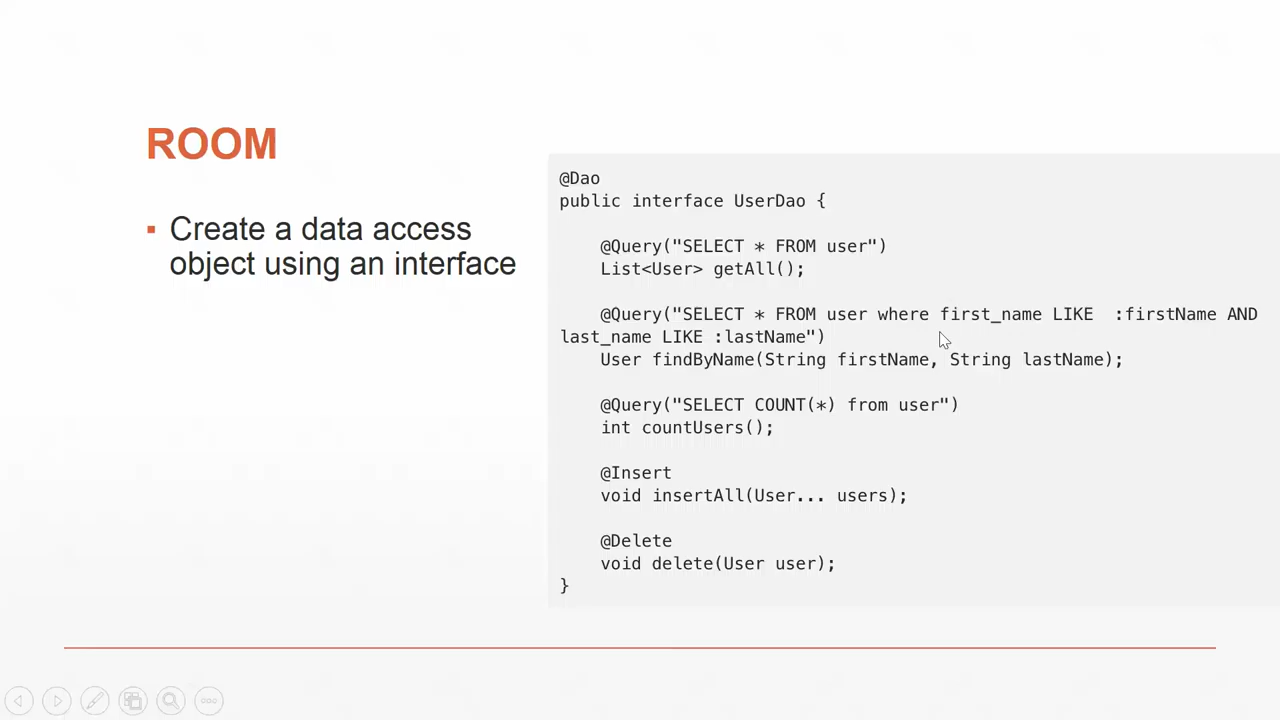 ROOM
▪ Create a data access
object using an interface
@Dao
public interface UserDao {
@Query("SELECT * FROM user")
List<User> getAll();
@Query("SELECT * FROM user where first_name LIKE  :firstName AND
last_name LIKE :lastName")
User findByName(String firstName, String lastName);
@Query("SELECT COUNT(*) from user")
int countUsers();
@Insert
void insertAll(User... users);
@Delete
void delete(User user);
}